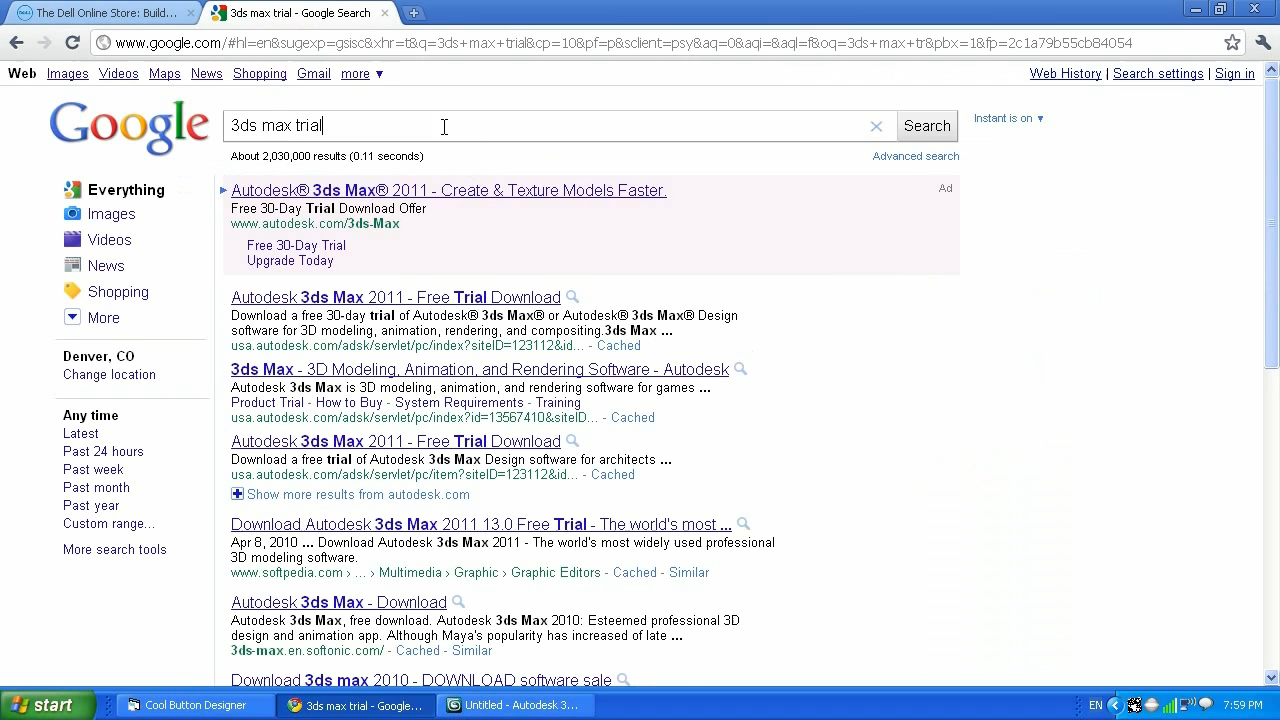 The Dell Online Store: Build...
3ds max trial - Google Search
www.google.com/#hl=en&sugexp=gsisc&xhr=t&q=3ds+max+trial&cp=10&pf=p&sclient=psy&aq=0&aqi=&aql=f&oq=3ds+max+tr&pbx=1&fp=2c1a79b55cb84054
Web Images Videos Maps News Shopping Gmail more ▼
Web History | Search settings | Sign in
Google
3ds max trial
Search
Instant is on ▼
About 2,030,000 results (0.11 seconds)
Advanced search
Everything
Images
Videos
News
Shopping
More
Denver, CO
Change location
Any time
Latest
Past 24 hours
Past week
Past month
Past year
Custom range...
More search tools
Autodesk® 3ds Max® 2011 - Create & Texture Models Faster.
Ad
Free 30-Day Trial Download Offer
www.autodesk.com/3ds-Max
Free 30-Day Trial
Upgrade Today
Autodesk 3ds Max 2011 - Free Trial Download
Download a free 30-day trial of Autodesk® 3ds Max® or Autodesk® 3ds Max® Design
software for 3D modeling, animation, rendering, and compositing.3ds Max ...
usa.autodesk.com/adsk/servlet/pc/index?siteID=123112&id... - Cached
3ds Max - 3D Modeling, Animation, and Rendering Software - Autodesk
Autodesk 3ds Max is 3D modeling, animation, and rendering software for games ...
Product Trial - How to Buy - System Requirements - Training
usa.autodesk.com/adsk/servlet/pc/index?id=13567410&siteID... - Cached
Autodesk 3ds Max 2011 - Free Trial Download
Download a free trial of Autodesk 3ds Max Design software for architects ...
usa.autodesk.com/adsk/servlet/pc/item?siteID=123112&id... - Cached
Show more results from autodesk.com
Download Autodesk 3ds Max 2011 13.0 Free Trial - The world's most ...
Apr 8, 2010 ... Download Autodesk 3ds Max 2011 - The world's most widely used professional
3D modeling software.
www.softpedia.com › ... › Multimedia › Graphic › Graphic Editors - Cached - Similar
Autodesk 3ds Max - Download
Autodesk 3ds Max, free download. Autodesk 3ds Max 2010: Esteemed professional 3D
design and animation app. Although Maya's popularity has increased of late ...
3ds-max.en.softonic.com/ - Cached - Similar
Download 3ds max 2010 - DOWNLOAD software sale
start
Cool Button Designer
3ds max trial - Google...
Untitled - Autodesk 3...
EN
7:59 PM